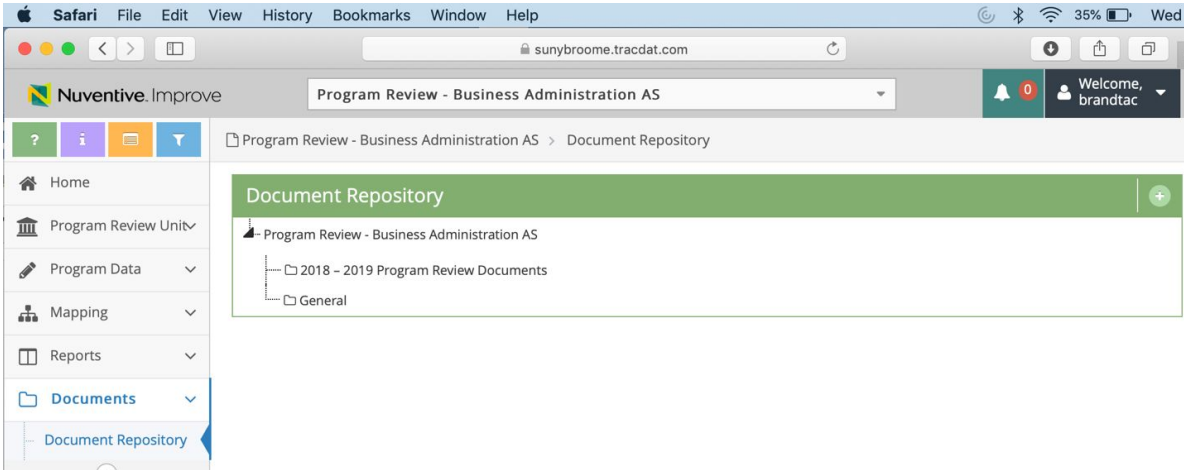 Safari File Edit View History Bookmarks Window Help 35% Wed
sunybroome.tracdat.com
Nuventive. Improve
Program Review - Business Administration AS
0
Welcome,
brandtac
? i
Program Review - Business Administration AS > Document Repository
Home
Program Review Unit
Program Data
Mapping
Reports
Documents
Document Repository
Document Repository
Program Review - Business Administration AS
2018 – 2019 Program Review Documents
General